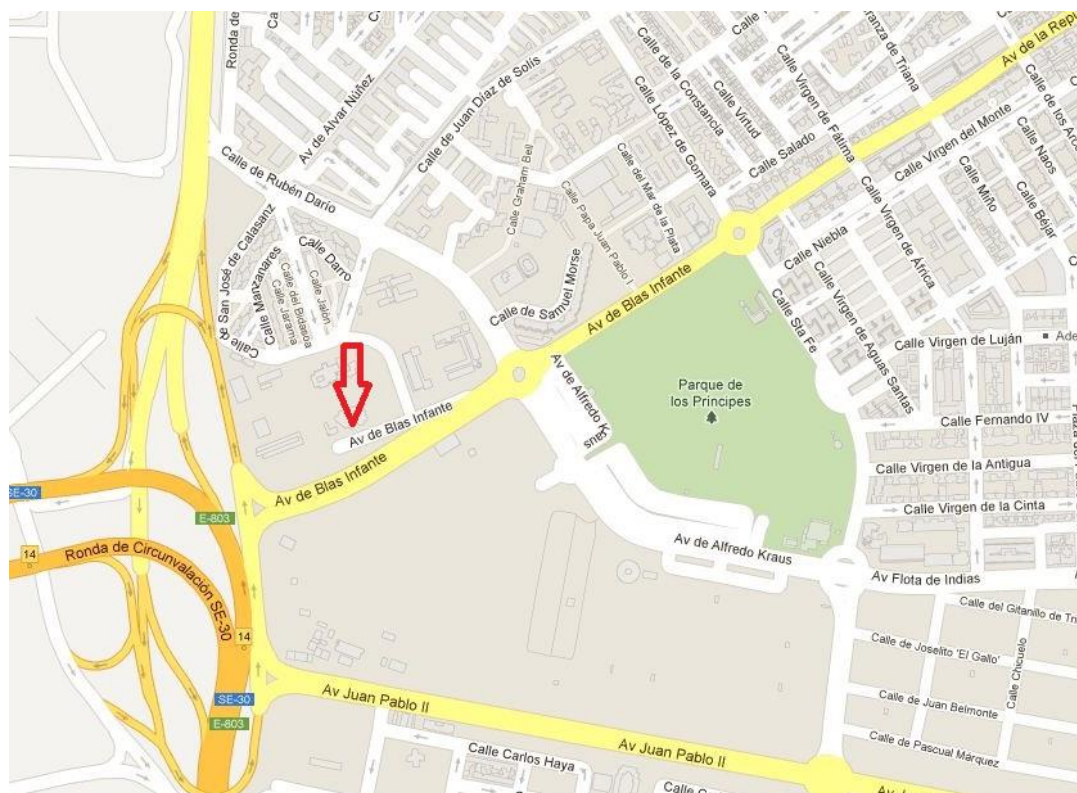 Ronda de
Av de Alvar Núñez
Calle de Juan Díaz de Solís
Calle de la Constancia
Calle Virtud
Calle López de Gomara
Calle Virgen de Fátima
Av de la Repu
Calle de los Arc
Calle Salado
Calle Virgen del Monte
Calle Naos
Calle Miño
Calle Béjar
Calle de Rubén Darío
Calle Graham Bell
Calle Papa Juan Pablo I
Calle del Mar de la Plata
Calle Niebla
Calle Virgen de Africa
Calle Virgen de Aguas Santas
Calle Sta Fe
Calle de San José de Calasanz
Calle Manzanares
Calle Darro
Calle del Bidasoa
Calle Jarama
Calle Jalón
Calle de Samuel Morse
Av de Blas Infante
Calle Virgen de Luján
Ade
Parque de
los Principes
Av de Alfredo Kraus
Av de Blas Infante
Av de Blas Infante
Calle Fernando IV
Calle Virgen de la Antigua
Calle Virgen de la Cinta
SE-30
E-803
14
Ronda de Circunvalación SE-30
14
Av de Alfredo Kraus
Av Flota de Indias
Calle del Gitanillo de Tri
Calle de Joselito 'El Gallo'
Calle Chicuelo
SE-30
E-803
Av Juan Pablo II
Calle de Juan Belmonte
Av Juan Pablo II
Calle de Pascual Márquez
Calle Carlos Haya
Av Ju